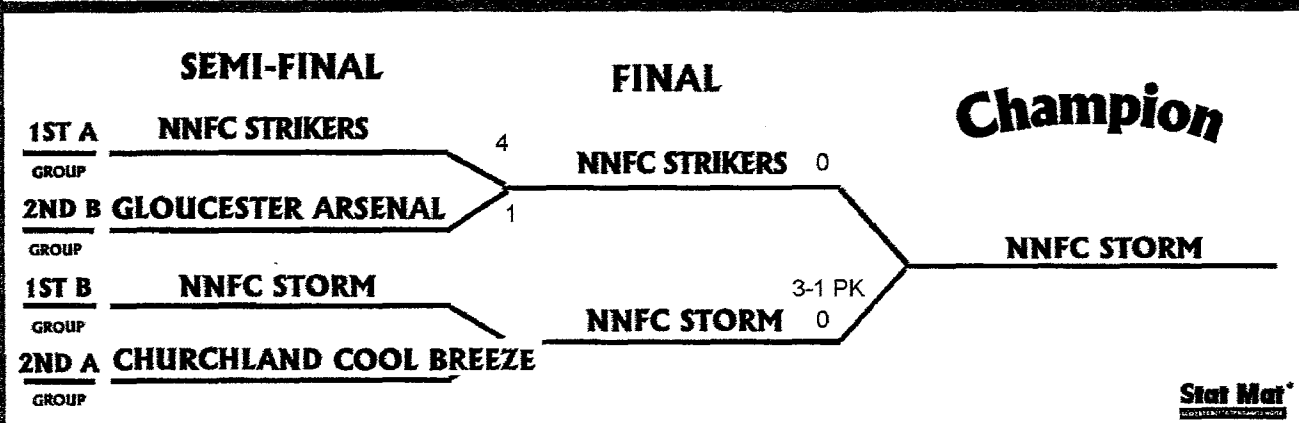 SEMI-FINAL
FINAL
Champion
1ST A NNFC STRIKERS 4
GROUP
NNFC STRIKERS 0
2ND B GLOUCESTER ARSENAL 1
GROUP
NNFC STORM
1ST B NNFC STORM
3-1 PK
GROUP
NNFC STORM 0
2ND A CHURCHLAND COOL BREEZE
GROUP
Stat Mat